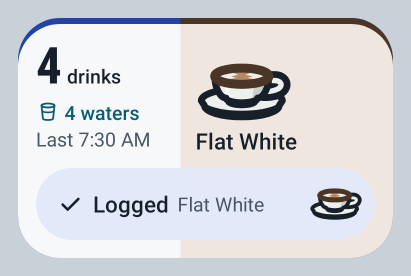 4 drinks
4 waters
Last 7:30 AM
Flat White
Logged Flat White